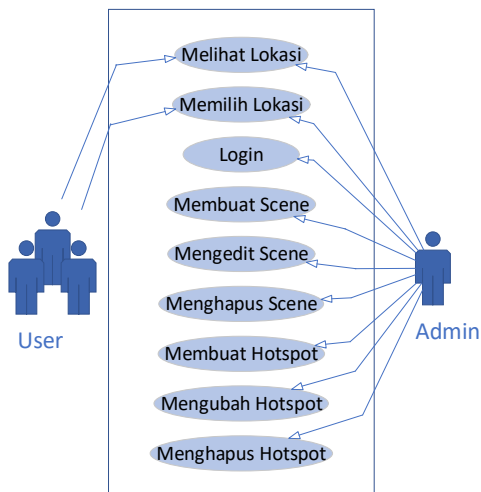 Melihat Lokasi
Memilih Lokasi
Login
Membuat Scene
Mengedit Scene
Menghapus Scene
Membuat Hotspot
Mengubah Hotspot
Menghapus Hotspot
User
Admin